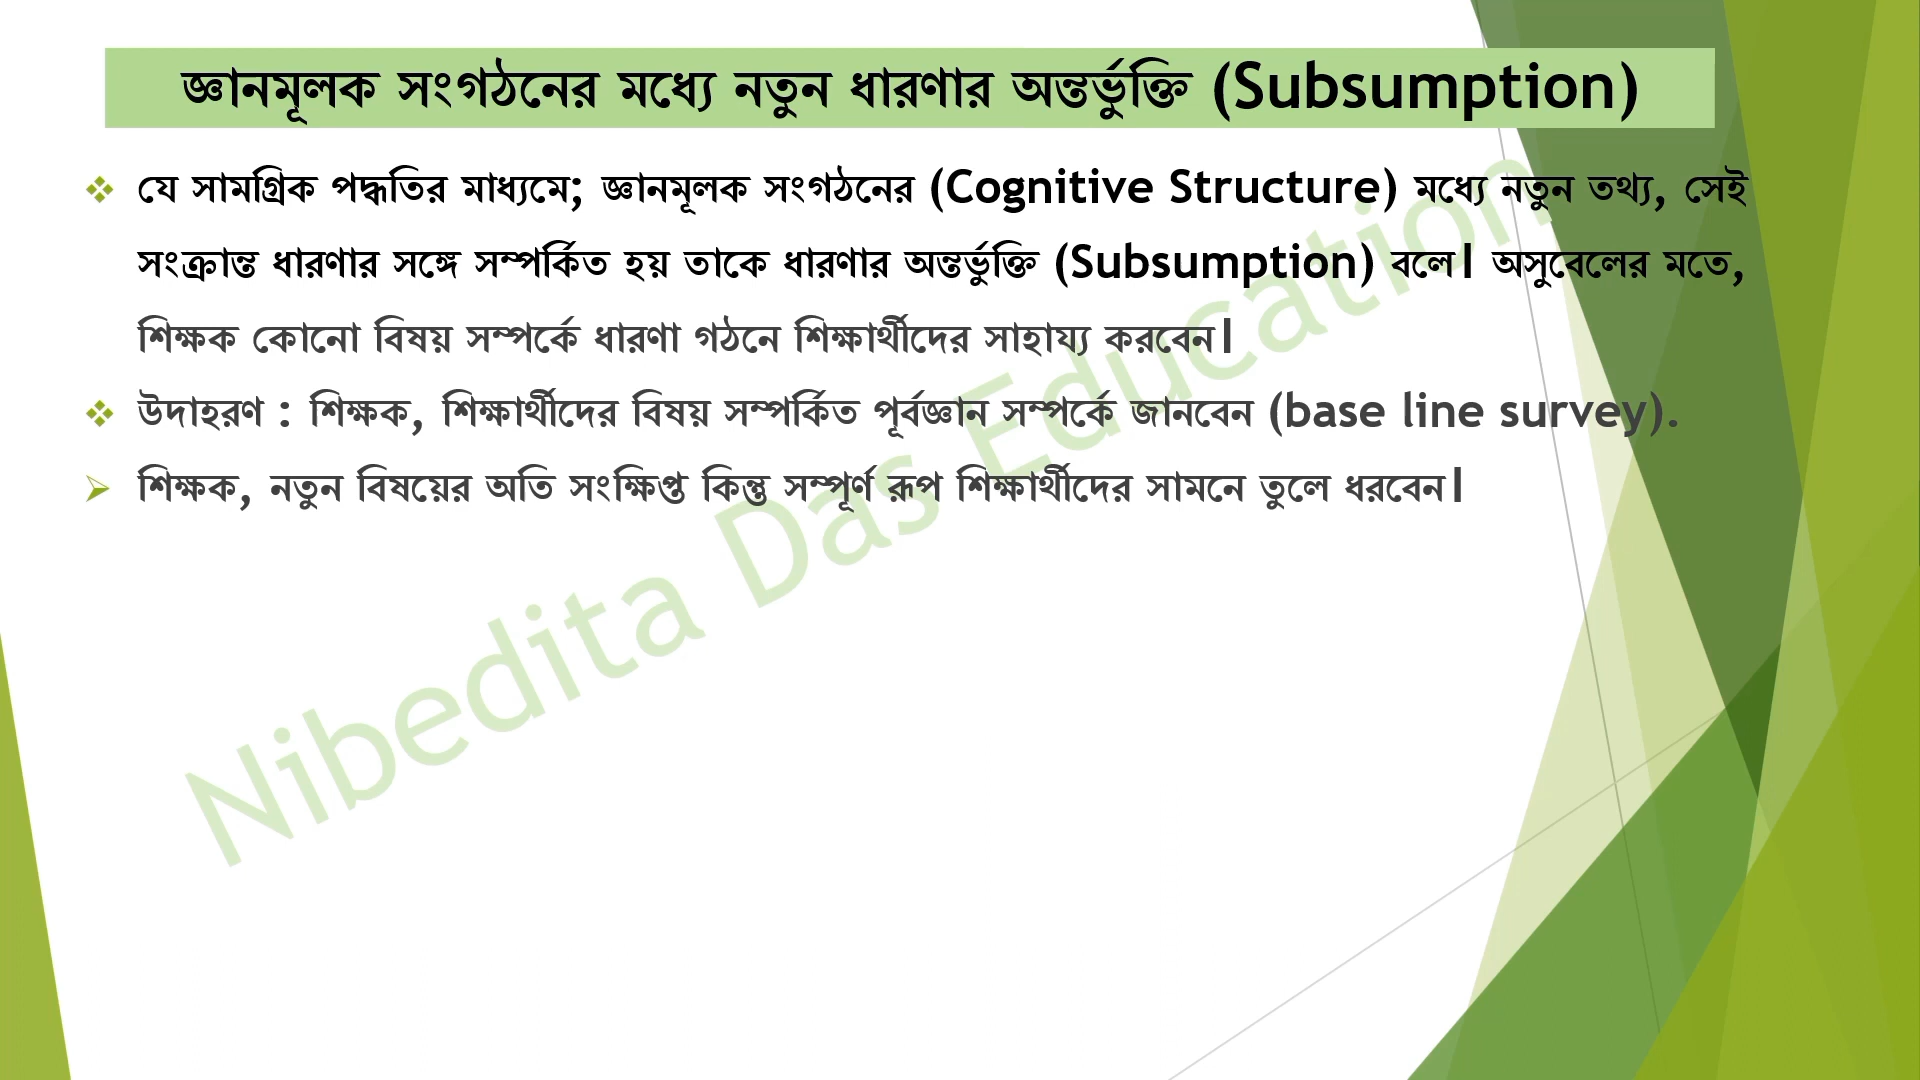 জ্ঞানমূলক সংগঠনের মধ্যে নতুন ধারণার অন্তর্ভুক্তি (Subsumption)
❖ যে সামগ্রিক পদ্ধতির মাধ্যমে; জ্ঞানমূলক সংগঠনের (Cognitive Structure) মধ্যে নতুন তথ্য, সেই
সংক্রান্ত ধারণার সঙ্গে সম্পর্কিত হয় তাকে ধারণার অন্তর্ভুক্তি (Subsumption) বলে। অসুবেলের মতে,
শিক্ষক কোনো বিষয় সম্পর্কে ধারণা গঠনে শিক্ষার্থীদের সাহায্য করবেন।
❖ উদাহরণ : শিক্ষক, শিক্ষার্থীদের বিষয় সম্পর্কিত পূর্বজ্ঞান সম্পর্কে জানবেন (base line survey).
➢ শিক্ষক, নতুন বিষয়ের অতি সংক্ষিপ্ত কিন্তু সম্পূর্ণ রূপ শিক্ষার্থীদের সামনে তুলে ধরবেন।
Nibedita Das Education